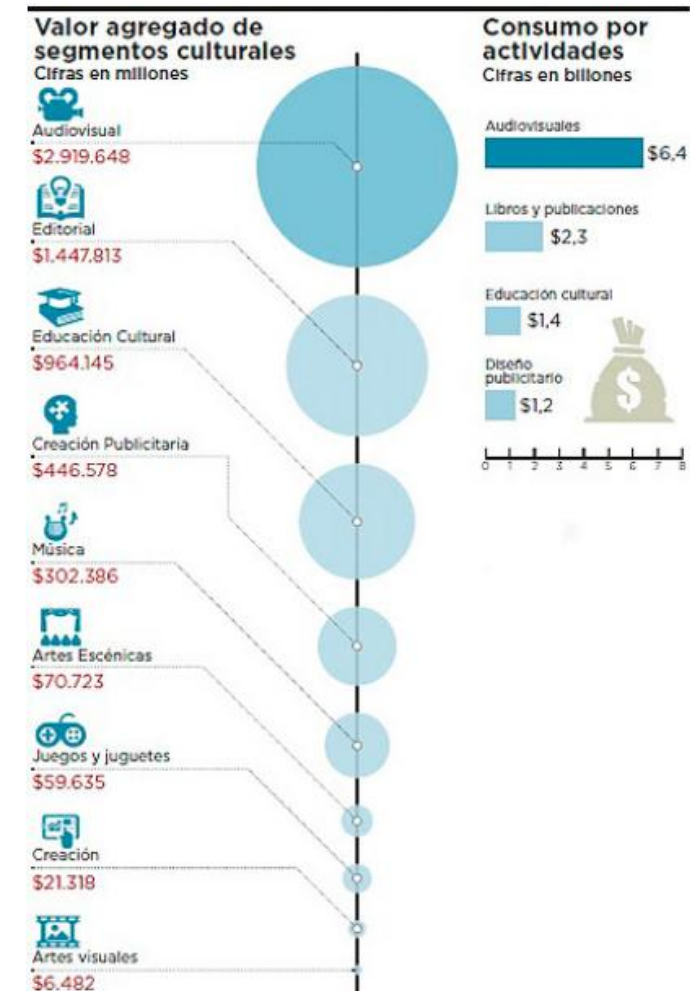 Valor agregado de
segmentos culturales
Cifras en millones
Audiovisual
$2.919.648
Editorial
$1.447.813
Educación Cultural
$964.145
Creación Publicitaria
$446.578
Música
$302.386
Artes Escénicas
$70.723
Juegos y juguetes
$59.635
Creación
$21.318
Artes visuales
$6.482
Consumo por
actividades
Cifras en billones
Audiovisuales
$6,4
Libros y publicaciones
$2,3
Educación cultural
$1,4
Diseño
publicitario
$1,2
$
0 1 2 3 4 5 6 7 8